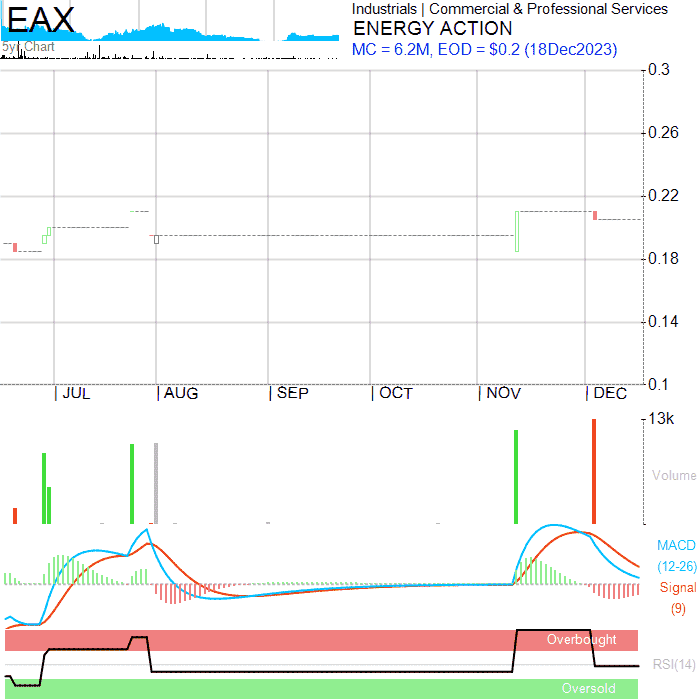 EAX
5yr Chart
Industrials | Commercial & Professional Services
ENERGY ACTION
MC = 6.2M, EOD = $0.2 (18Dec2023)
0.3
0.26
0.22
0.18
0.14
0.1
JUL AUG SEP OCT NOV DEC
13k
Volume
MACD
(12-26)
Signal
(9)
Overbought
RSI(14)
Oversold